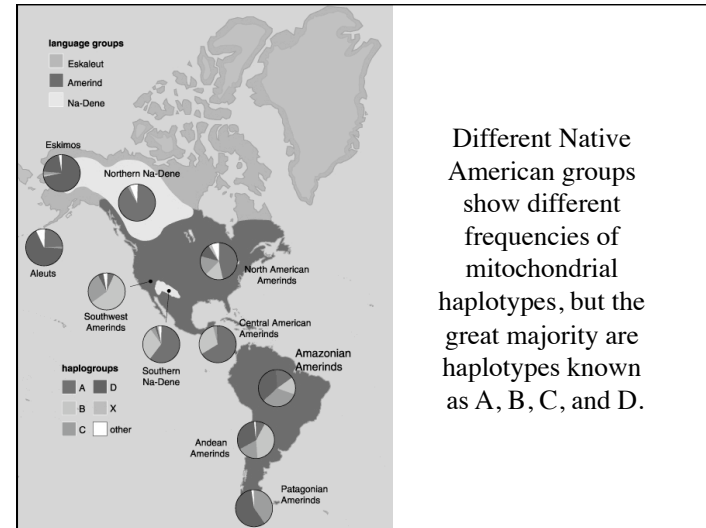 language groups
Eskaleut
Amerind
Na-Dene
Eskimos
Northern Na-Dene
Aleuts
North American
Amerinds
Southwest
Amerinds
Central American
Amerinds
Southern
Na-Dene
Amazonian
Amerinds
haplogroups
A D
B X
C other
Andean
Amerinds
Patagonian
Amerinds
Different Native
American groups
show different
frequencies of
mitochondrial
haplotypes, but the
great majority are
haplotypes known
as A, B, C, and D.